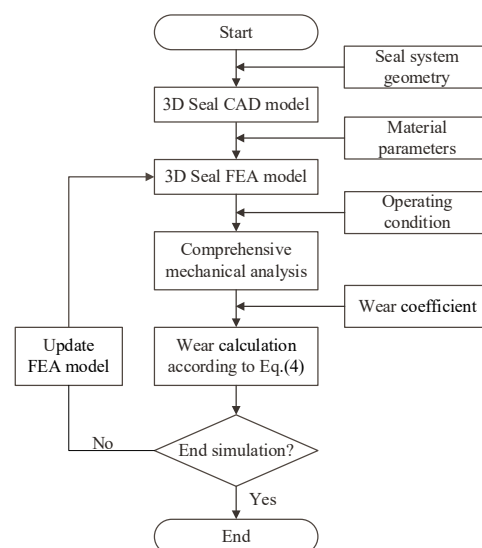 Start
Seal system
geometry
3D Seal CAD model
Material
parameters
3D Seal FEA model
Operating
condition
Comprehensive
mechanical analysis
Wear coefficient
Update
FEA model
Wear calculation
according to Eq.(4)
No
End simulation?
Yes
End